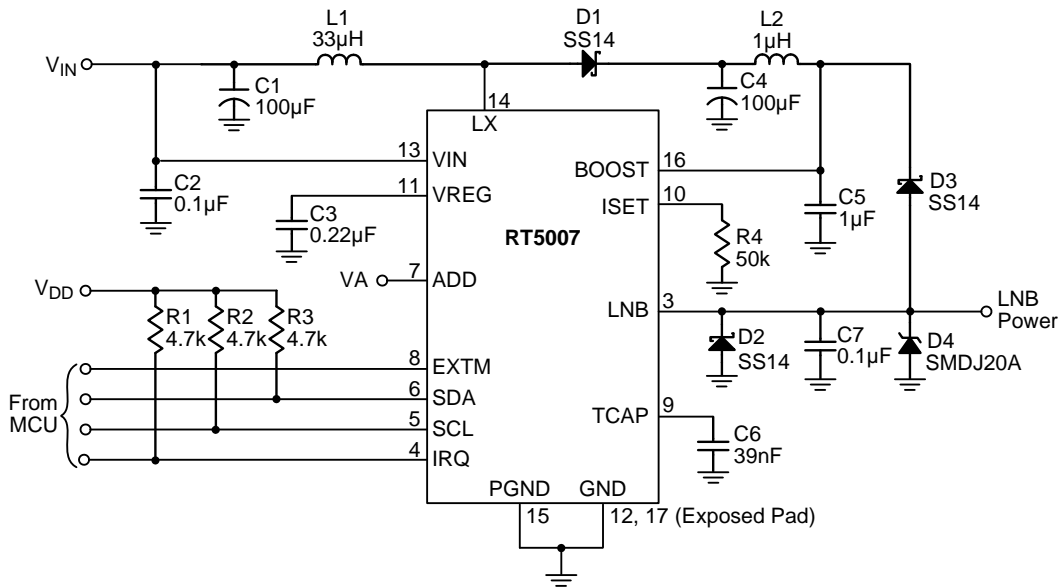 L1
33µH
D1
SS14
L2
1µH
V_IN
C1
100µF
C4
100µF
14
LX
13
VIN
BOOST
16
C2
0.1µF
11
VREG
ISET
10
D3
SS14
C3
0.22µF
C5
1µF
RT5007
R4
50k
VA
7
ADD
V_DD
LNB
3
LNB
Power
R1
4.7k
R2
4.7k
R3
4.7k
D2
SS14
C7
0.1µF
D4
SMDJ20A
8
EXTM
From
MCU
6
SDA
TCAP
9
5
SCL
C6
39nF
4
IRQ
PGND
GND
15
12, 17 (Exposed Pad)